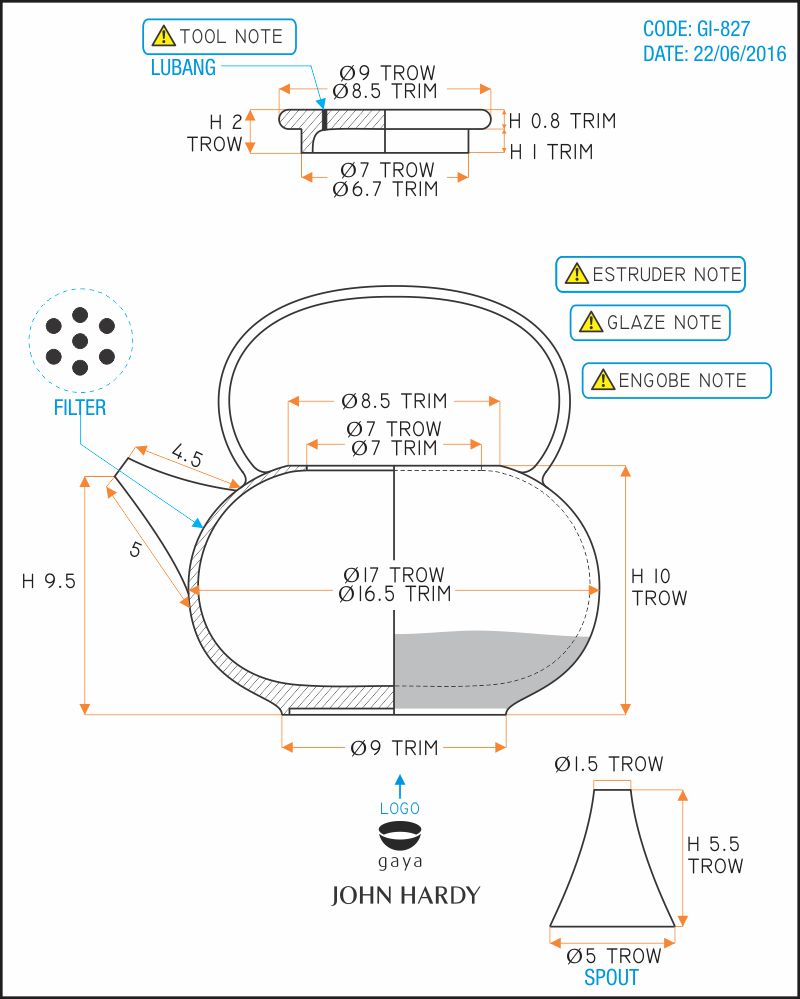 TOOL NOTE
CODE: GI-827
DATE: 22/06/2016
LUBANG
Ø9 TROW
Ø8.5 TRIM
H 2
TROW
H 0.8 TRIM
H 1 TRIM
Ø7 TROW
Ø6.7 TRIM
ESTRUDER NOTE
GLAZE NOTE
ENGOBE NOTE
FILTER
Ø8.5 TRIM
Ø7 TROW
Ø7 TRIM
4.5
5
H 9.5
Ø17 TROW
Ø16.5 TRIM
H 10
TROW
Ø9 TRIM
LOGO
gaya
JOHN HARDY
Ø1.5 TROW
H 5.5
TROW
Ø5 TROW
SPOUT